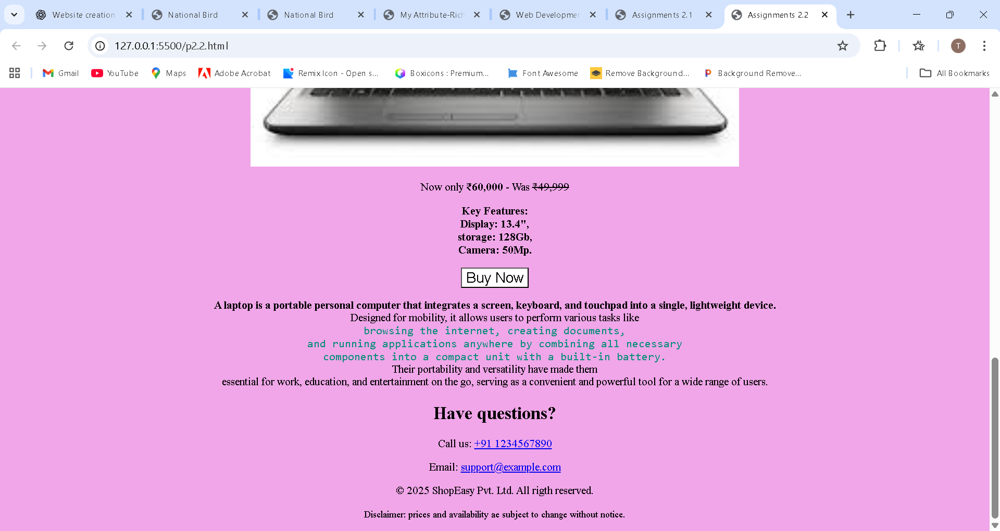 Website creation
National Bird
National Bird
My Attribute-Rich
Web Developmen
Assignments 2.1
Assignments 2.2
127.0.0.1:5500/p2.2.html
T
Gmail
YouTube
Maps
Adobe Acrobat
Remix Icon - Open s...
Boxicons : Premium...
Font Awesome
Remove Background...
Background Remove...
All Bookmarks
Now only ₹60,000 - Was ₹49,999
Key Features:
Display: 13.4",
storage: 128Gb,
Camera: 50Mp.
Buy Now
A laptop is a portable personal computer that integrates a screen, keyboard, and touchpad into a single, lightweight device.
Designed for mobility, it allows users to perform various tasks like
browsing the internet, creating documents,
and running applications anywhere by combining all necessary
components into a compact unit with a built-in battery.
Their portability and versatility have made them
essential for work, education, and entertainment on the go, serving as a convenient and powerful tool for a wide range of users.
Have questions?
Call us: +91 1234567890
Email: support@example.com
© 2025 ShopEasy Pvt. Ltd. All rigth reserved.
Disclaimer: prices and availability ae subject to change without notice.